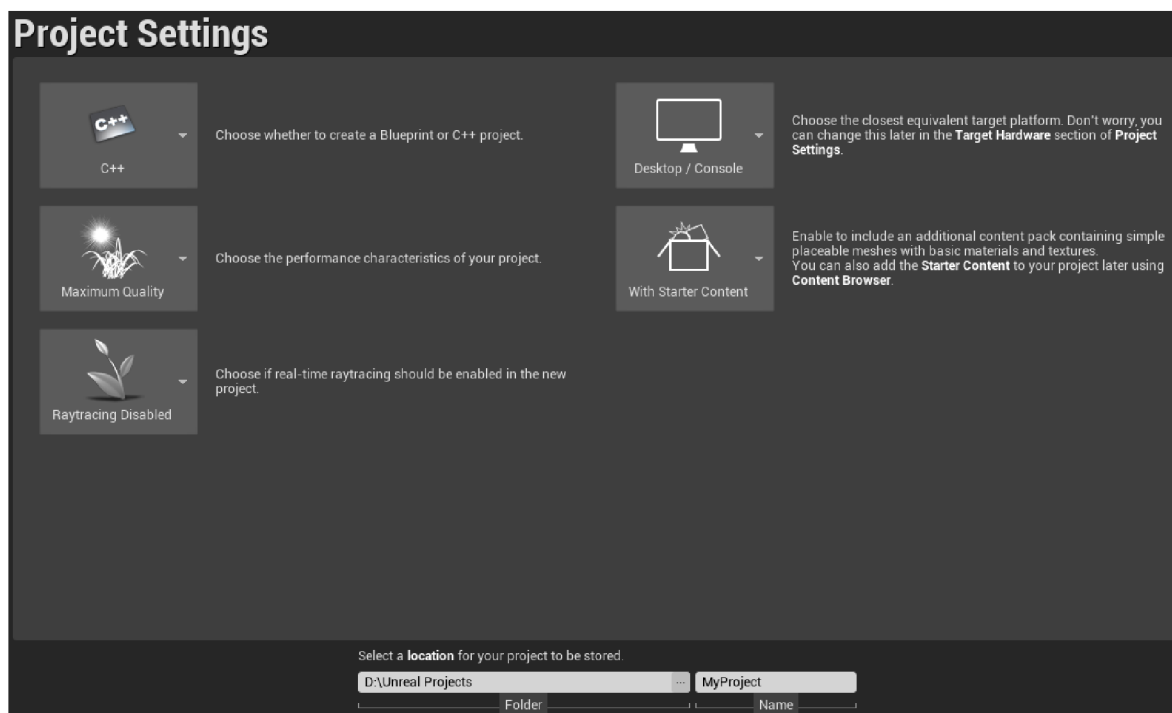 Project Settings
C++
C++
Choose whether to create a Blueprint or C++ project.
Desktop / Console
Choose the closest equivalent target platform. Don't worry, you
can change this later in the Target Hardware section of Project
Settings.
Maximum Quality
Choose the performance characteristics of your project.
With Starter Content
Enable to include an additional content pack containing simple
placeable meshes with basic materials and textures.
You can also add the Starter Content to your project later using
Content Browser.
Raytracing Disabled
Choose if real-time raytracing should be enabled in the new
project.
Select a location for your project to be stored.
D:\Unreal Projects
...
MyProject
Folder
Name